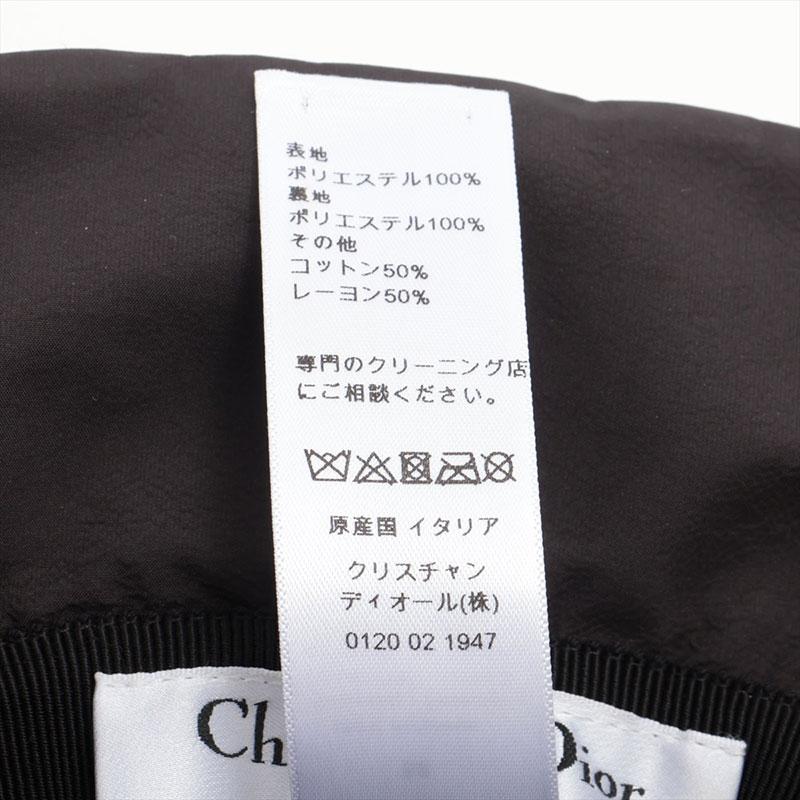 表地
ポリエステル100%
裏地
ポリエステル100%
その他
コットン50%
レーヨン50%
専門のクリーニング店
にご相談ください。
原産国 イタリア
クリスチャン
ディオール(株)
0120 02 1947
Ch Dior